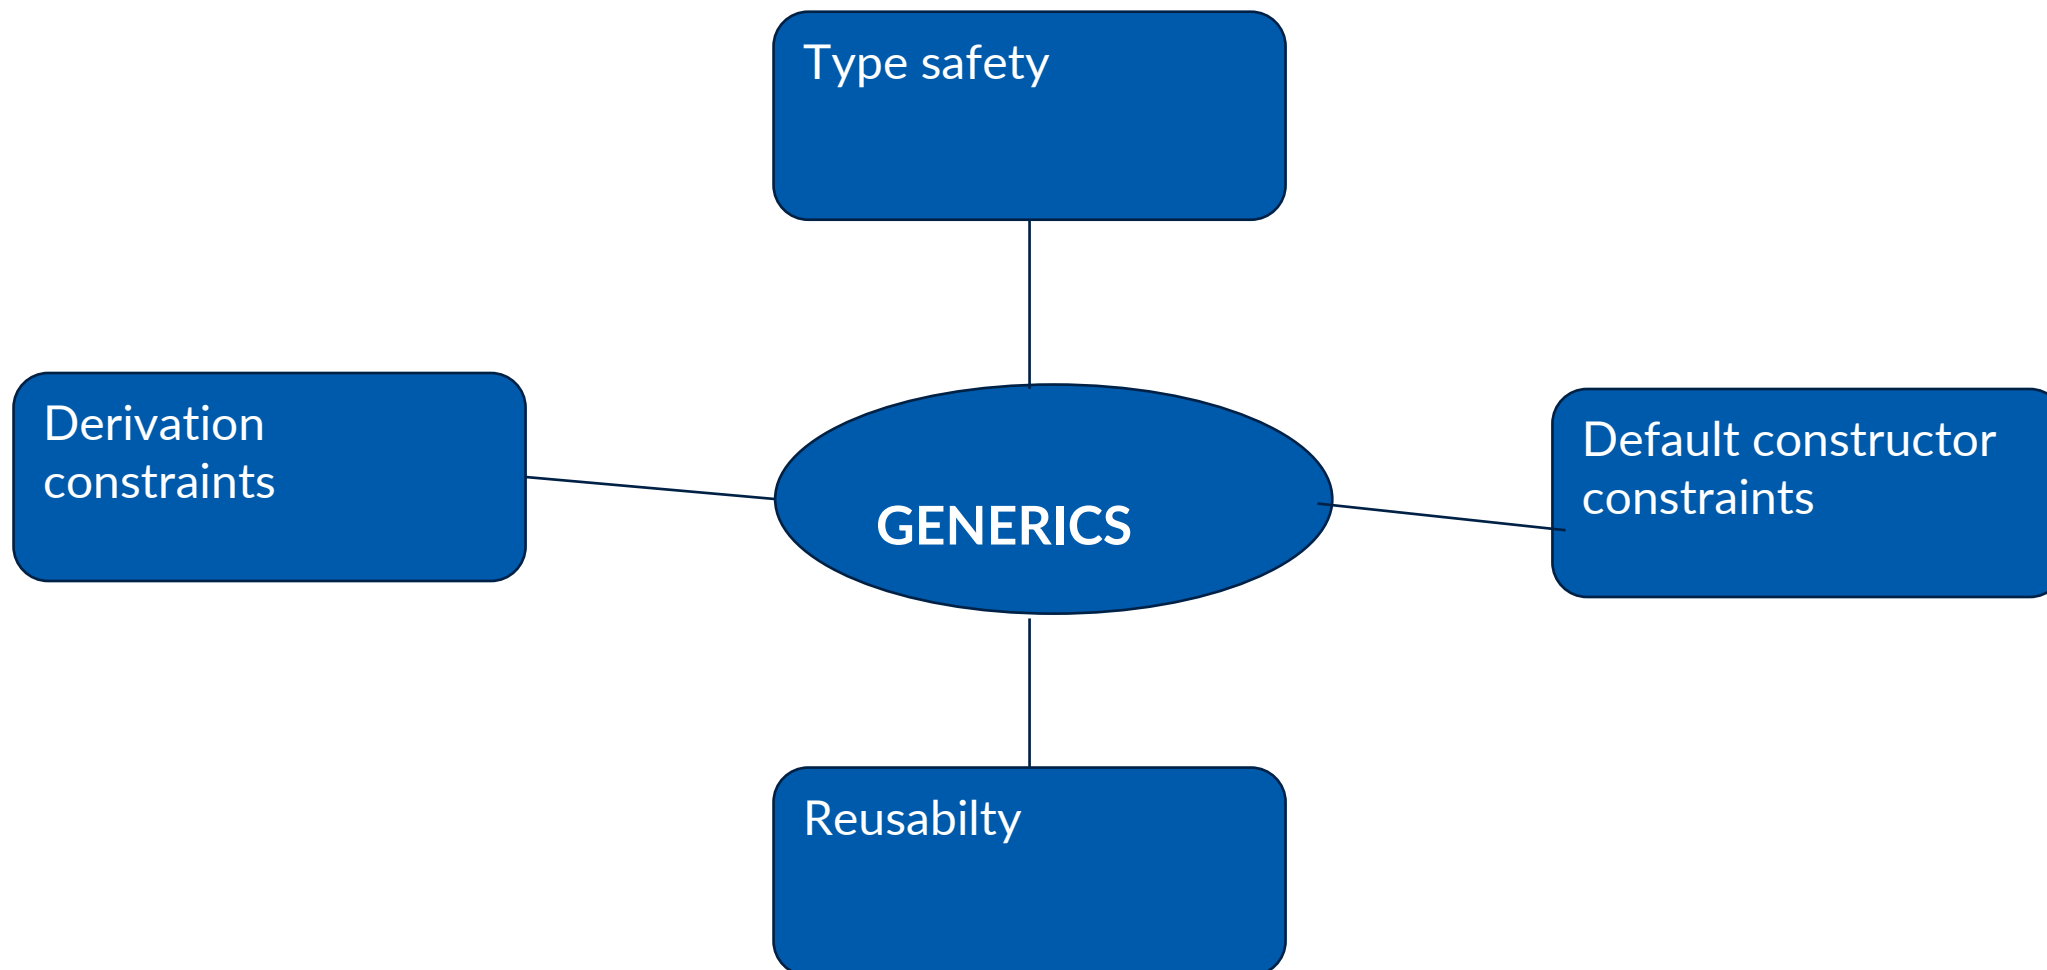 Type safety
Derivation
constraints
GENERICS
Default constructor
constraints
Reusabilty